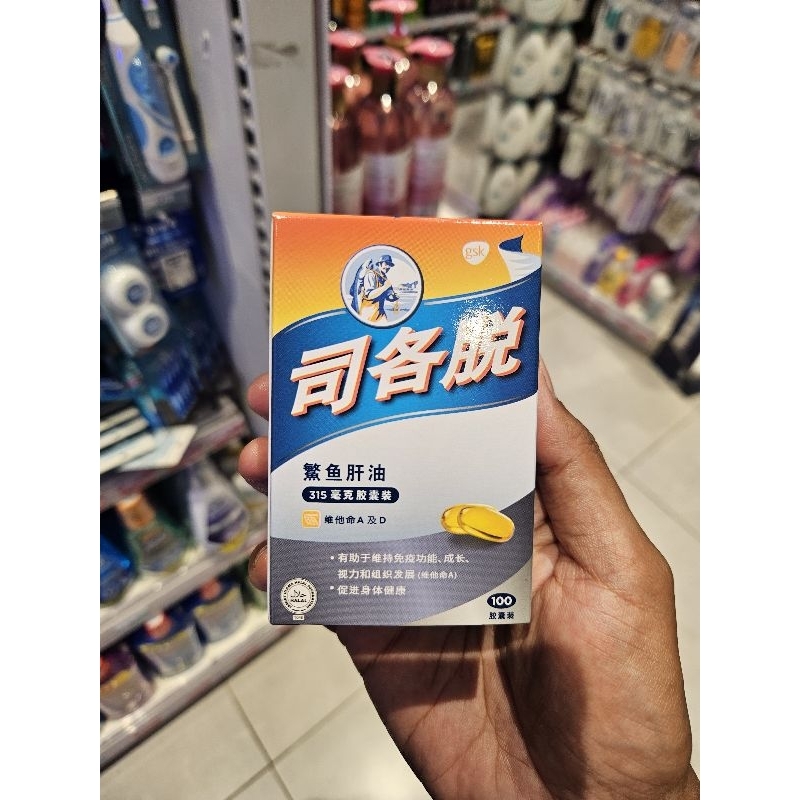 gsk
司各脱
鰵鱼肝油
315 毫克胶囊装
维他命A 及 D
• 有助于维持免疫功能、成长、
视力和组织发展 (维他命A)
• 促进身体健康
HALAL
100
胶囊装